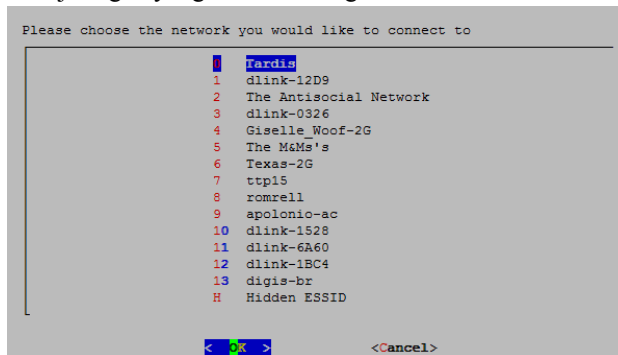 Please choose the network you would like to connect to
0 Tardis
1 dlink-12D9
2 The Antisocial Network
3 dlink-0326
4 Giselle_Woof-2G
5 The M&Ms's
6 Texas-2G
7 ttp15
8 romrell
9 apolonio-ac
10 dlink-1528
11 dlink-6A60
12 dlink-1BC4
13 digis-br
H Hidden ESSID
< OK > <Cancel>